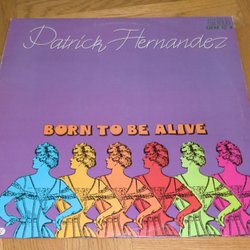 Patrick Hernandez
BORN TO BE ALIVE